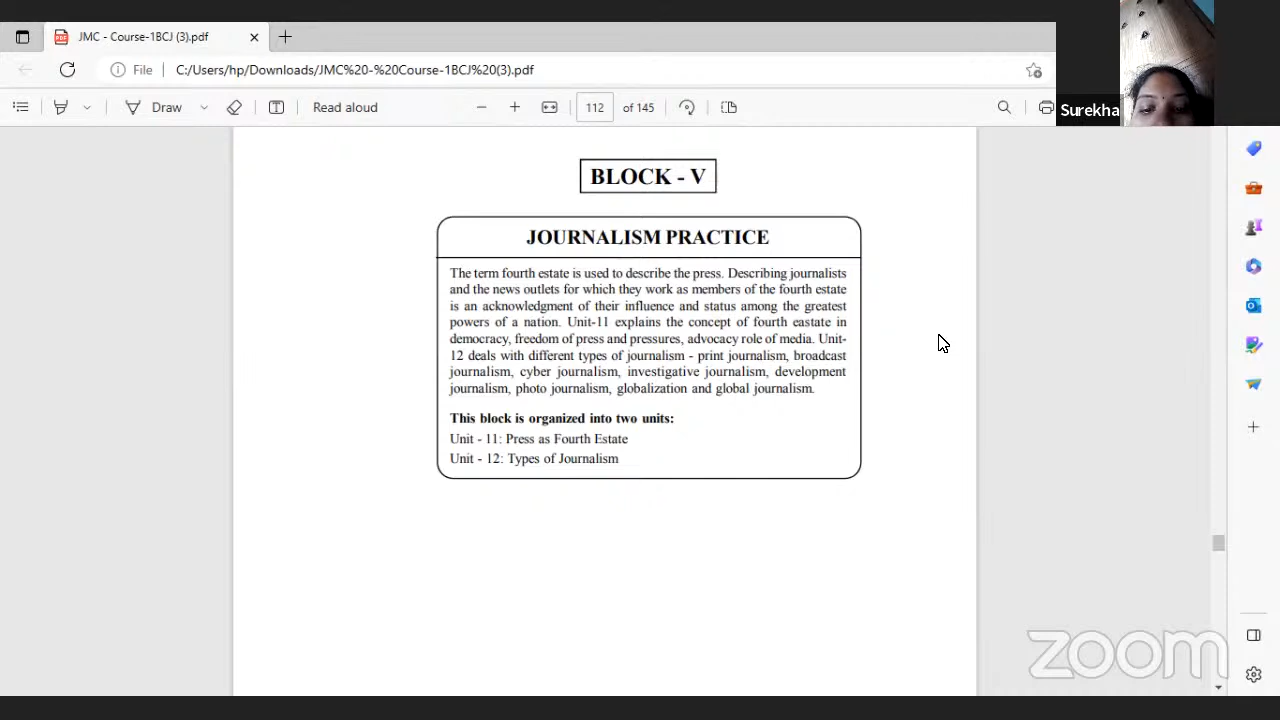 JMC - Course-1BCJ (3).pdf
File
C:/Users/hp/Downloads/JMC%20-%20Course-1BCJ%20(3).pdf
Draw
Read aloud
112 of 145
Surekha
BLOCK - V
JOURNALISM PRACTICE
The term fourth estate is used to describe the press. Describing journalists
and the news outlets for which they work as members of the fourth estate
is an acknowledgment of their influence and status among the greatest
powers of a nation. Unit-11 explains the concept of fourth eastate in
democracy, freedom of press and pressures, advocacy role of media. Unit-
12 deals with different types of journalism - print journalism, broadcast
journalism, cyber journalism, investigative journalism, development
journalism, photo journalism, globalization and global journalism.
This block is organized into two units:
Unit - 11: Press as Fourth Estate
Unit - 12: Types of Journalism
zoom